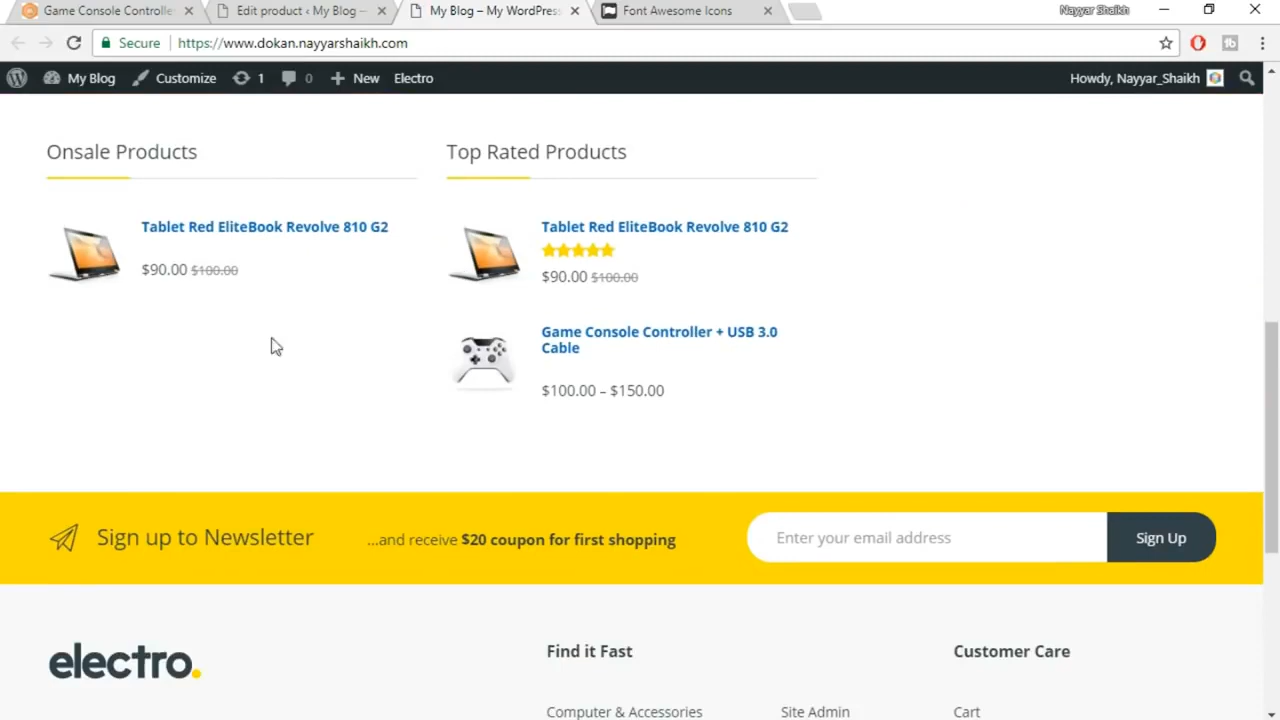 Game Console Controlle
Edit product ‹ My Blog –
My Blog – My WordPress
Font Awesome Icons
Nayyar Shaikh
Secure
https://www.dokan.nayyarshaikh.com
My Blog
Customize
1
0
New
Electro
Howdy, Nayyar_Shaikh
Onsale Products
Top Rated Products
Tablet Red EliteBook Revolve 810 G2
$90.00 $100.00
Tablet Red EliteBook Revolve 810 G2
$90.00 $100.00
Game Console Controller + USB 3.0
Cable
$100.00 – $150.00
Sign up to Newsletter
...and receive $20 coupon for first shopping
Enter your email address
Sign Up
electro.
Find it Fast
Customer Care
Computer & Accessories
Site Admin
Cart